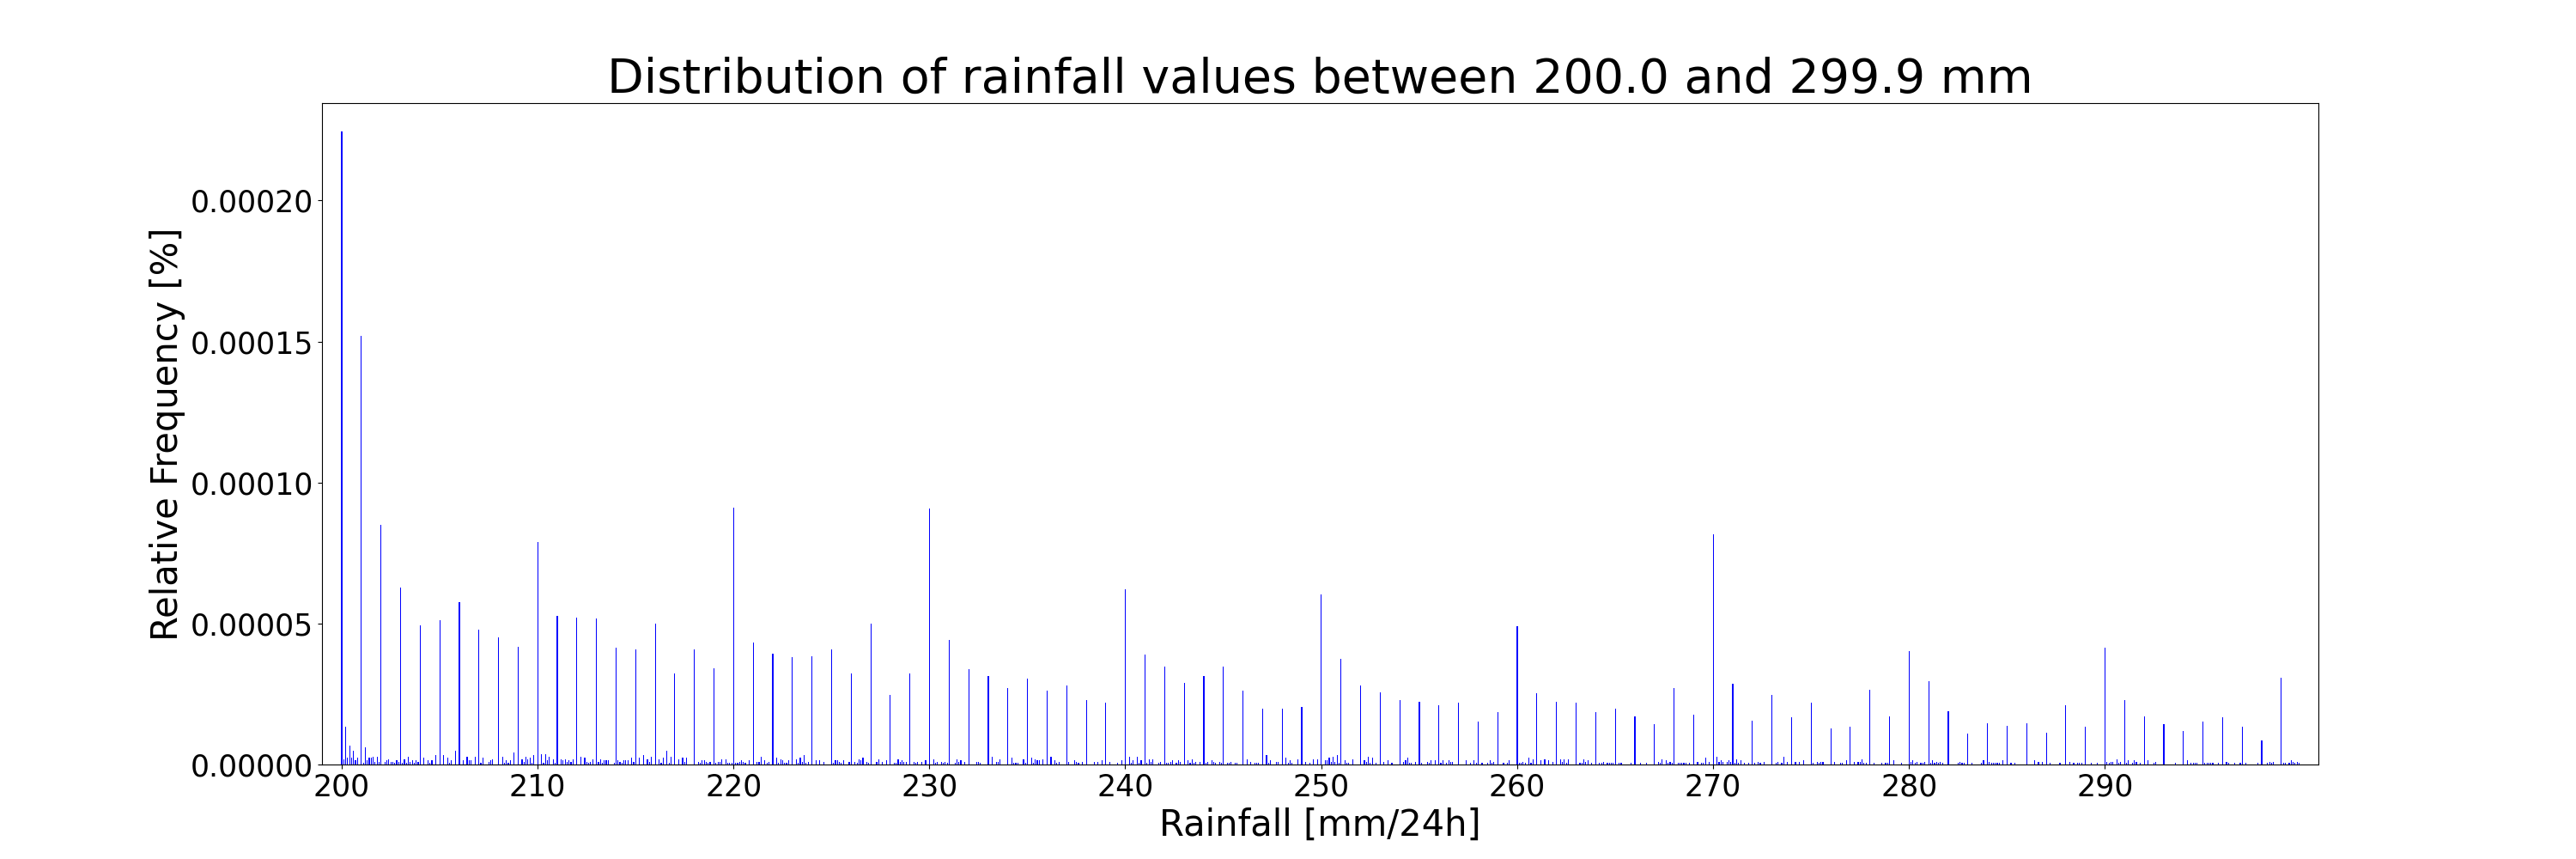 Distribution of rainfall values between 200.0 and 299.9 mm
Relative Frequency [%]
0.00020
0.00015
0.00010
0.00005
0.00000
200 210 220 230 240 250 260 270 280 290
Rainfall [mm/24h]